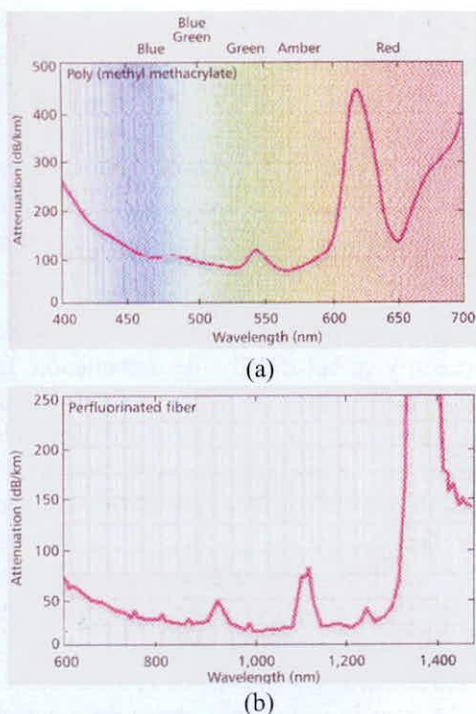 Blue
Blue Green Green Amber Red
Poly (methyl methacrylate)
500
400
300
200
100
0
Attenuation (dB/km)
400 450 500 550 600 650 700
Wavelength (nm)
(a)
Perfluorinated fiber
250
200
150
100
50
0
Attenuation (dB/km)
600 800 1,000 1,200 1,400
Wavelength (nm)
(b)